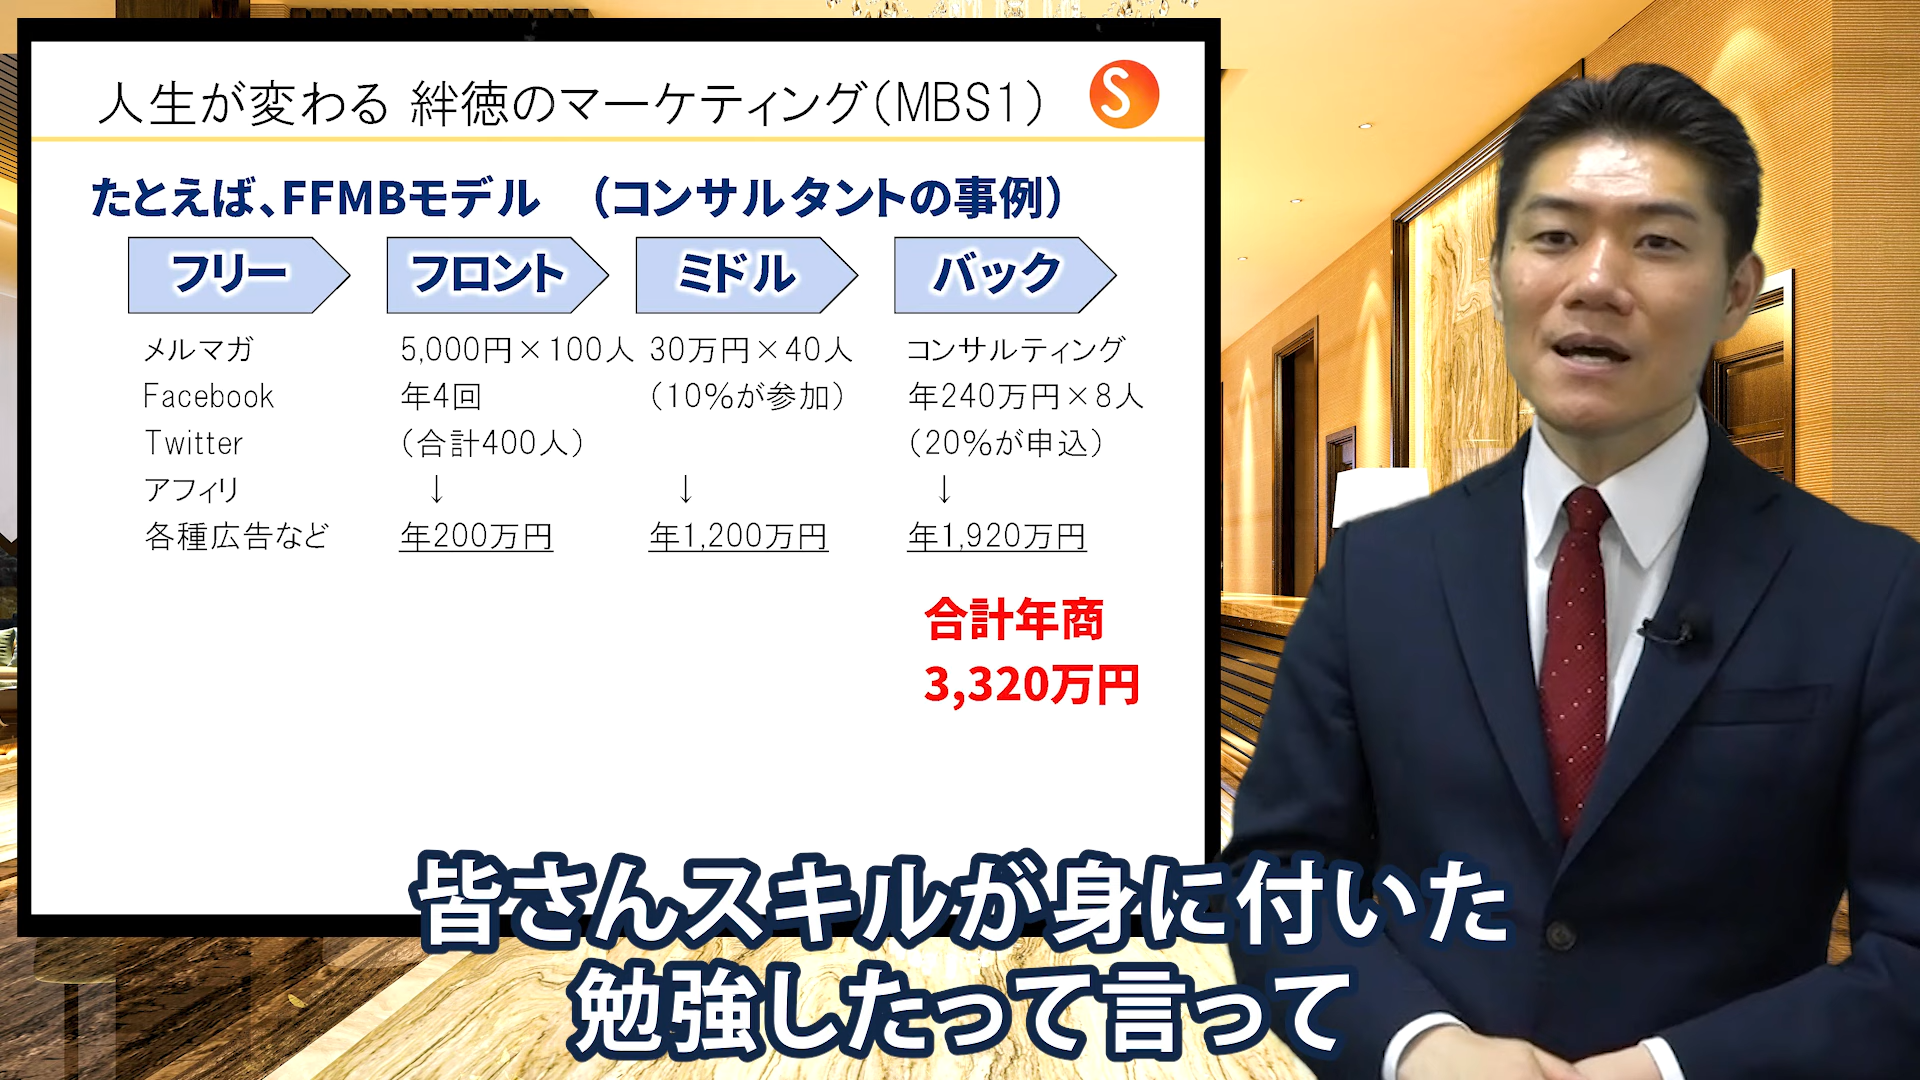 人生が変わる 絆徳のマーケティング（MBS1）
S
たとえば、FFMBモデル （コンサルタントの事例）
フリー
メルマガ
Facebook
Twitter
アフィリ
各種広告など
フロント
5,000円×100人
年4回
（合計400人）
↓
年200万円
ミドル
30万円×40人
（10％が参加）
↓
年1,200万円
バック
コンサルティング
年240万円×8人
（20％が申込）
↓
年1,920万円
合計年商
3,320万円
皆さんスキルが身に付いた
勉強したって言って